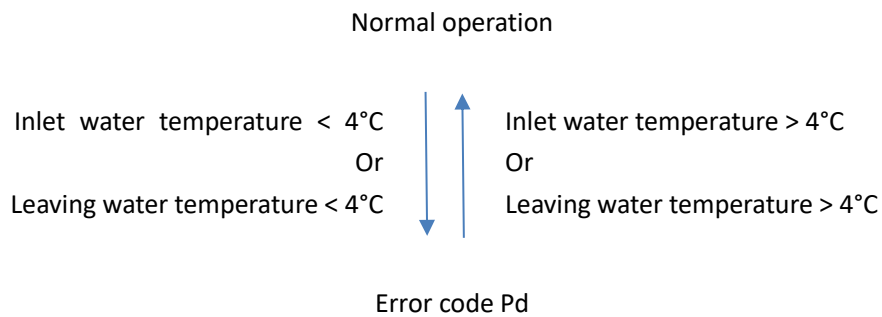 Normal operation
Inlet water temperature < 4°C
Or
Leaving water temperature < 4°C
Inlet water temperature > 4°C
Or
Leaving water temperature > 4°C
Error code Pd